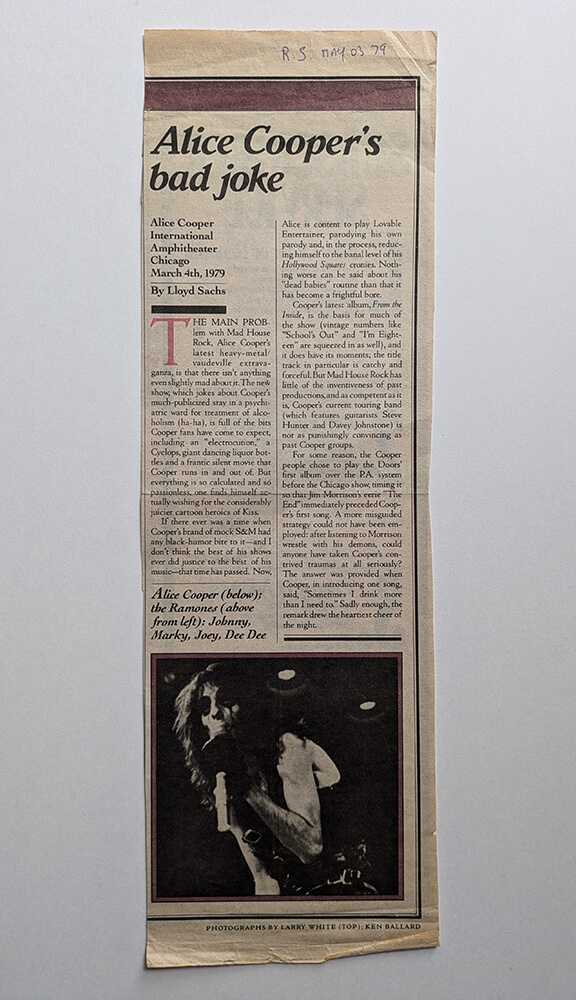 R.S MAY 03 79
Alice Cooper's
bad joke
Alice Cooper
International
Amphitheater
Chicago
March 4th, 1979
By Lloyd Sachs
THE MAIN PROB-
lem with Mad House
Rock, Alice Cooper's
latest heavy-metal/
vaudeville extrava-
ganza, is that there isn't anything
even slightly mad about it. The new
show, which jokes about Cooper's
much-publicized stay in a psychi-
atric ward for treatment of alco-
holism (ha-ha), is full of the bits
Cooper fans have come to expect,
including an "electrocution," a
Cyclops, giant dancing liquor bot-
tles and a frantic silent movie that
Cooper runs in and out of. But
everything is so calculated and so
passionless, one finds himself ac-
tually wishing for the considerably
juicier cartoon heroics of Kiss.
If there ever was a time when
Cooper's brand of mock S&M had
any black-humor bite to it—and I
don't think the best of his shows
ever did justice to the best of his
music—that time has passed. Now,
Alice is content to play Lovable
Entertainer, parodying his own
parody and, in the process, reduc-
ing himself to the banal level of his
Hollywood Squares cronies. Noth-
ing worse can be said about his
"dead babies" routine than that it
has become a frightful bore.
Cooper's latest album, From the
Inside, is the basis for much of
the show (vintage numbers like
"School's Out" and "I'm Eight-
een" are squeezed in as well), and
it does have its moments; the title
track in particular is catchy and
forceful. But Mad House Rock has
little of the inventiveness of past
productions, and as competent as it
is, Cooper's current touring band
(which features guitarists Steve
Hunter and Davey Johnstone) is
not as punishingly convincing as
past Cooper groups.
For some reason, the Cooper
people chose to play the Doors'
first album over the P.A. system
before the Chicago show, timing it
so that Jim Morrison's eerie "The
End" immediately preceded Coop-
er's first song. A more misguided
strategy could not have been em-
ployed: after listening to Morrison
wrestle with his demons, could
anyone have taken Cooper's con-
trived traumas at all seriously?
The answer was provided when
Cooper, in introducing one song,
said, "Sometimes I drink more
than I need to." Sadly enough, the
remark drew the heartiest cheer of
the night.
Alice Cooper (below);
the Ramones (above
from left): Johnny,
Marky, Joey, Dee Dee
PHOTOGRAPHS BY LARRY WHITE (TOP); KEN BALLARD